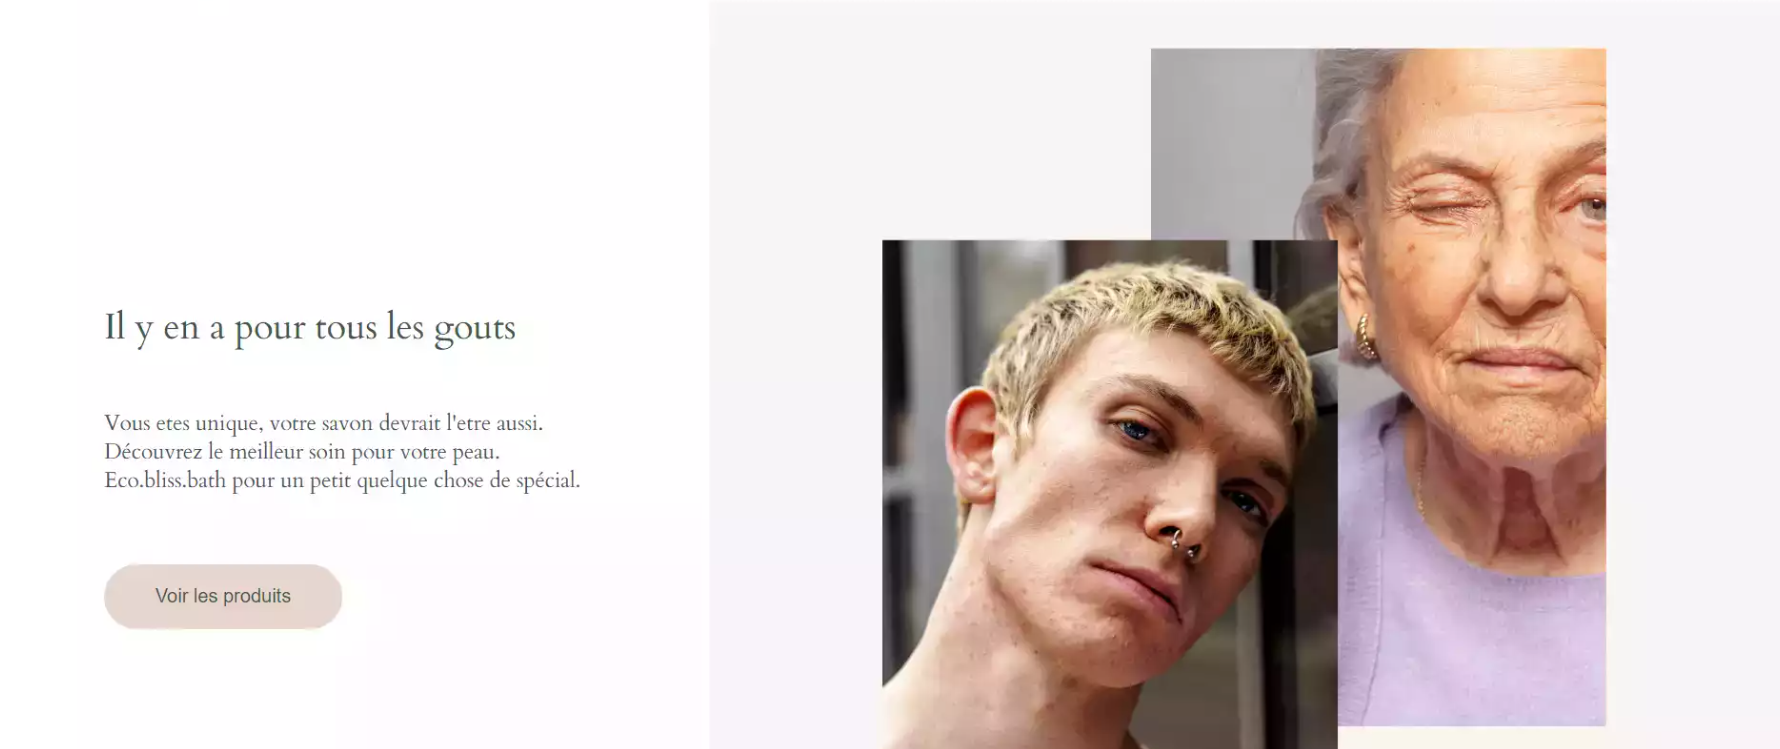 Il y en a pour tous les gouts
Vous etes unique, votre savon devrait l'etre aussi.
Découvrez le meilleur soin pour votre peau.
Eco.bliss.bath pour un petit quelque chose de spécial.
Voir les produits